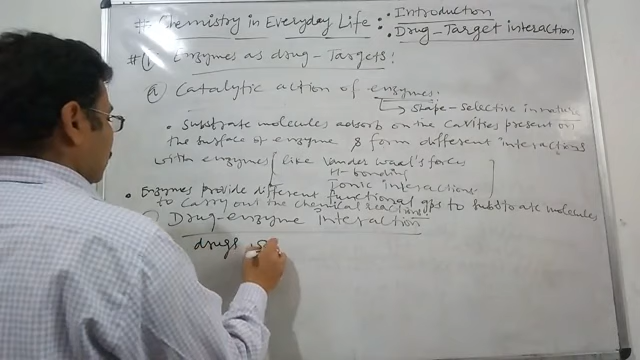 # Chemistry in Everyday Life : : Introduction
: Drug-Target interaction
#① Enzymes as drug-Targets:
ⓐ Catalytic action of enzymes:
↳ shape-selective in nature
• Substrate molecules adsorb on the cavities present on
the surface of enzyme & form different interactions
with enzymes [like Vander Waal's forces
H-bonding
Ionic interactions]
• Enzymes provide different functional gps to substrate molecules
to carry out the chemical reactions
Drug-enzyme interaction
drugs